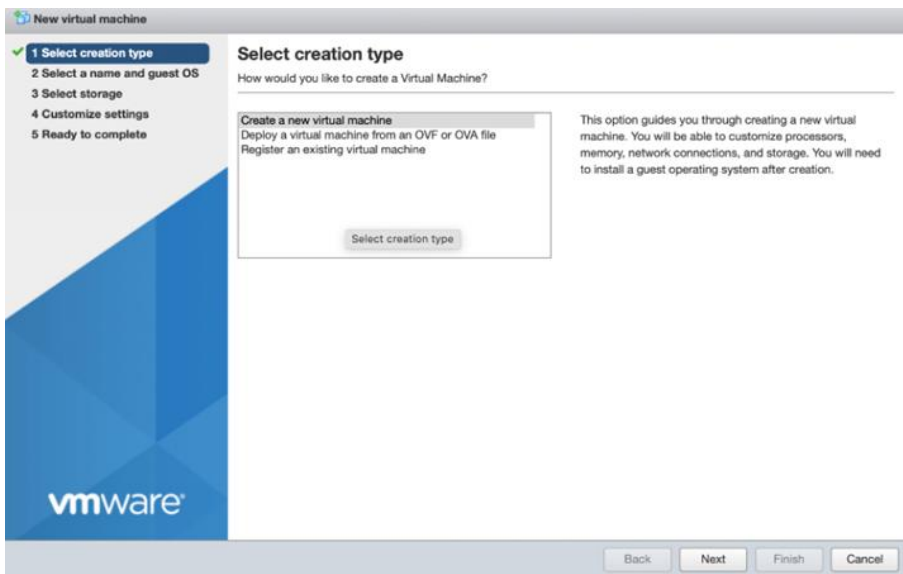 New virtual machine
1 Select creation type
2 Select a name and guest OS
3 Select storage
4 Customize settings
5 Ready to complete
Select creation type
How would you like to create a Virtual Machine?
Create a new virtual machine
Deploy a virtual machine from an OVF or OVA file
Register an existing virtual machine
Select creation type
This option guides you through creating a new virtual
machine. You will be able to customize processors,
memory, network connections, and storage. You will need
to install a guest operating system after creation.
vmware®
Back
Next
Finish
Cancel